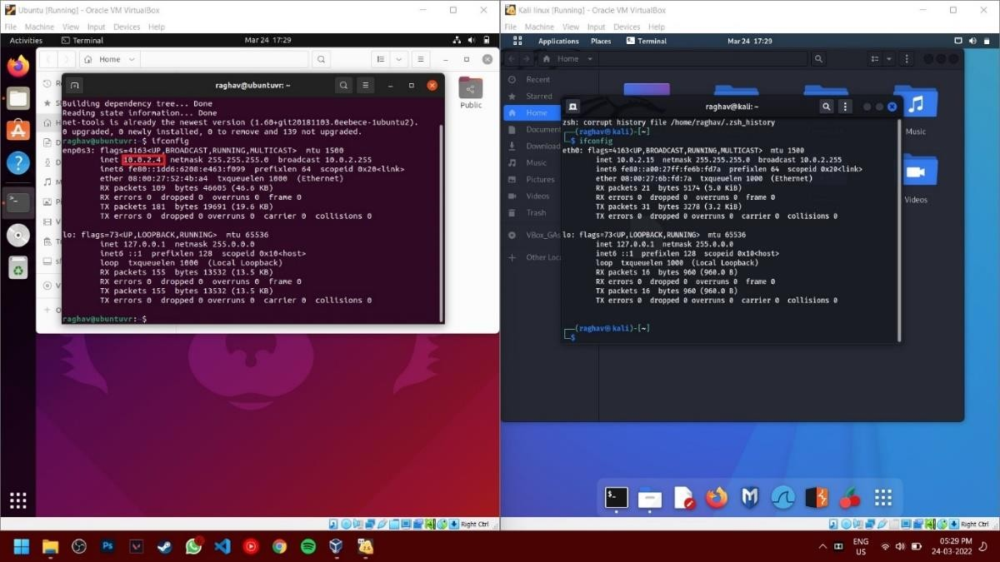 Ubuntu [Running] - Oracle VM VirtualBox
File Machine View Input Devices Help
Activities Terminal Mar 24 17:29
Home
raghav@ubuntuvr: ~
Public
Building dependency tree... Done
Reading state information... Done
net-tools is already the newest version (1.60+git20181103.0eebece-1ubuntu2).
0 upgraded, 0 newly installed, 0 to remove and 139 not upgraded.
raghav@ubuntuvr:~$ ifconfig
enp0s3: flags=4163<UP,BROADCAST,RUNNING,MULTICAST> mtu 1500
inet 10.0.2.4 netmask 255.255.255.0 broadcast 10.0.2.255
inet6 fe80::1dd6:6208:e463:f099 prefixlen 64 scopeid 0x20<link>
ether 08:00:27:52:4b:a4 txqueuelen 1000 (Ethernet)
RX packets 109 bytes 46605 (46.6 KB)
RX errors 0 dropped 0 overruns 0 frame 0
TX packets 181 bytes 19691 (19.6 KB)
TX errors 0 dropped 0 overruns 0 carrier 0 collisions 0
lo: flags=73<UP,LOOPBACK,RUNNING> mtu 65536
inet 127.0.0.1 netmask 255.0.0.0
inet6 ::1 prefixlen 128 scopeid 0x10<host>
loop txqueuelen 1000 (Local Loopback)
RX packets 155 bytes 13532 (13.5 KB)
RX errors 0 dropped 0 overruns 0 frame 0
TX packets 155 bytes 13532 (13.5 KB)
TX errors 0 dropped 0 overruns 0 carrier 0 collisions 0
raghav@ubuntuvr:~$
Right Ctrl
Kali linux [Running] - Oracle VM VirtualBox
File Machine View Input Devices Help
Applications Places Terminal Mar 24 17:29
Home
Recent
Starred
Home
Document
Download
Music
Pictures
Videos
Trash
VBox_GAs
Other Loc
Music
Videos
raghav@kali: ~
zsh: corrupt history file /home/raghav/.zsh_history
(raghav㉿kali)-[~]
$ ifconfig
eth0: flags=4163<UP,BROADCAST,RUNNING,MULTICAST> mtu 1500
inet 10.0.2.15 netmask 255.255.255.0 broadcast 10.0.2.255
inet6 fe80::a00:27ff:fe6b:fd7a prefixlen 64 scopeid 0x20<link>
ether 08:00:27:6b:fd:7a txqueuelen 1000 (Ethernet)
RX packets 21 bytes 5174 (5.0 KiB)
RX errors 0 dropped 0 overruns 0 frame 0
TX packets 31 bytes 3278 (3.2 KiB)
TX errors 0 dropped 0 overruns 0 carrier 0 collisions 0
lo: flags=73<UP,LOOPBACK,RUNNING> mtu 65536
inet 127.0.0.1 netmask 255.0.0.0
inet6 ::1 prefixlen 128 scopeid 0x10<host>
loop txqueuelen 1000 (Local Loopback)
RX packets 16 bytes 960 (960.0 B)
RX errors 0 dropped 0 overruns 0 frame 0
TX packets 16 bytes 960 (960.0 B)
TX errors 0 dropped 0 overruns 0 carrier 0 collisions 0
(raghav㉿kali)-[~]
$
Right Ctrl
ENG
US
05:29 PM
24-03-2022